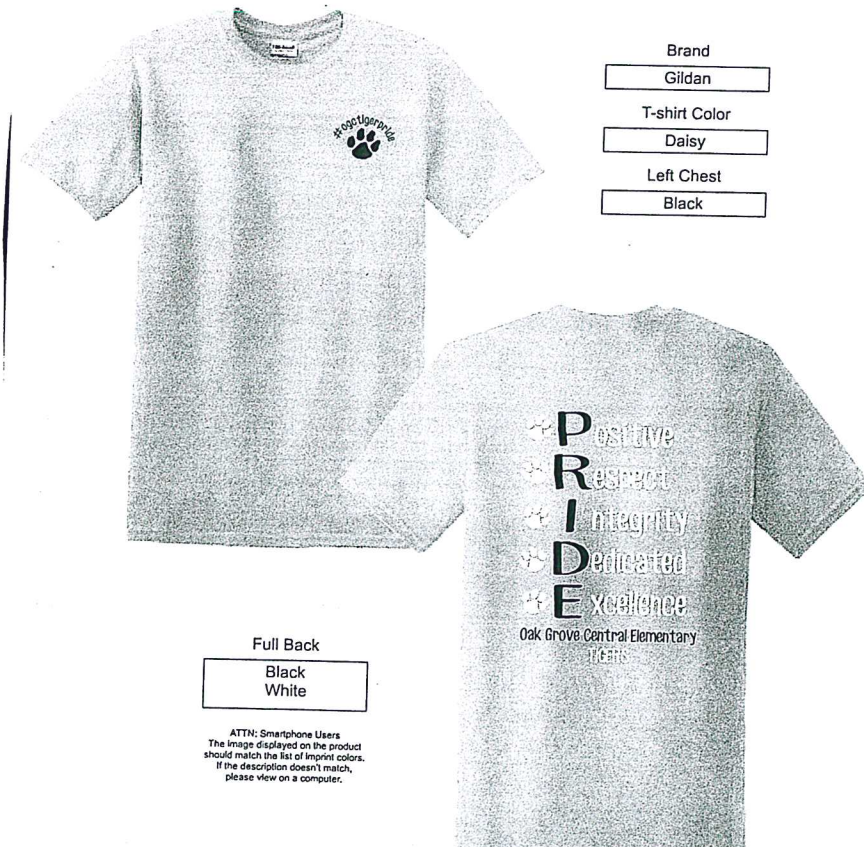 #ogctigerpride
Brand
Gildan
T-shirt Color
Daisy
Left Chest
Black
Positive
Respect
Integrity
Dedicated
Excellence
Oak Grove Central Elementary
TIGERS
Full Back
Black
White
ATTN: Smartphone Users
The image displayed on the product
should match the list of imprint colors.
If the description doesn't match,
please view on a computer.